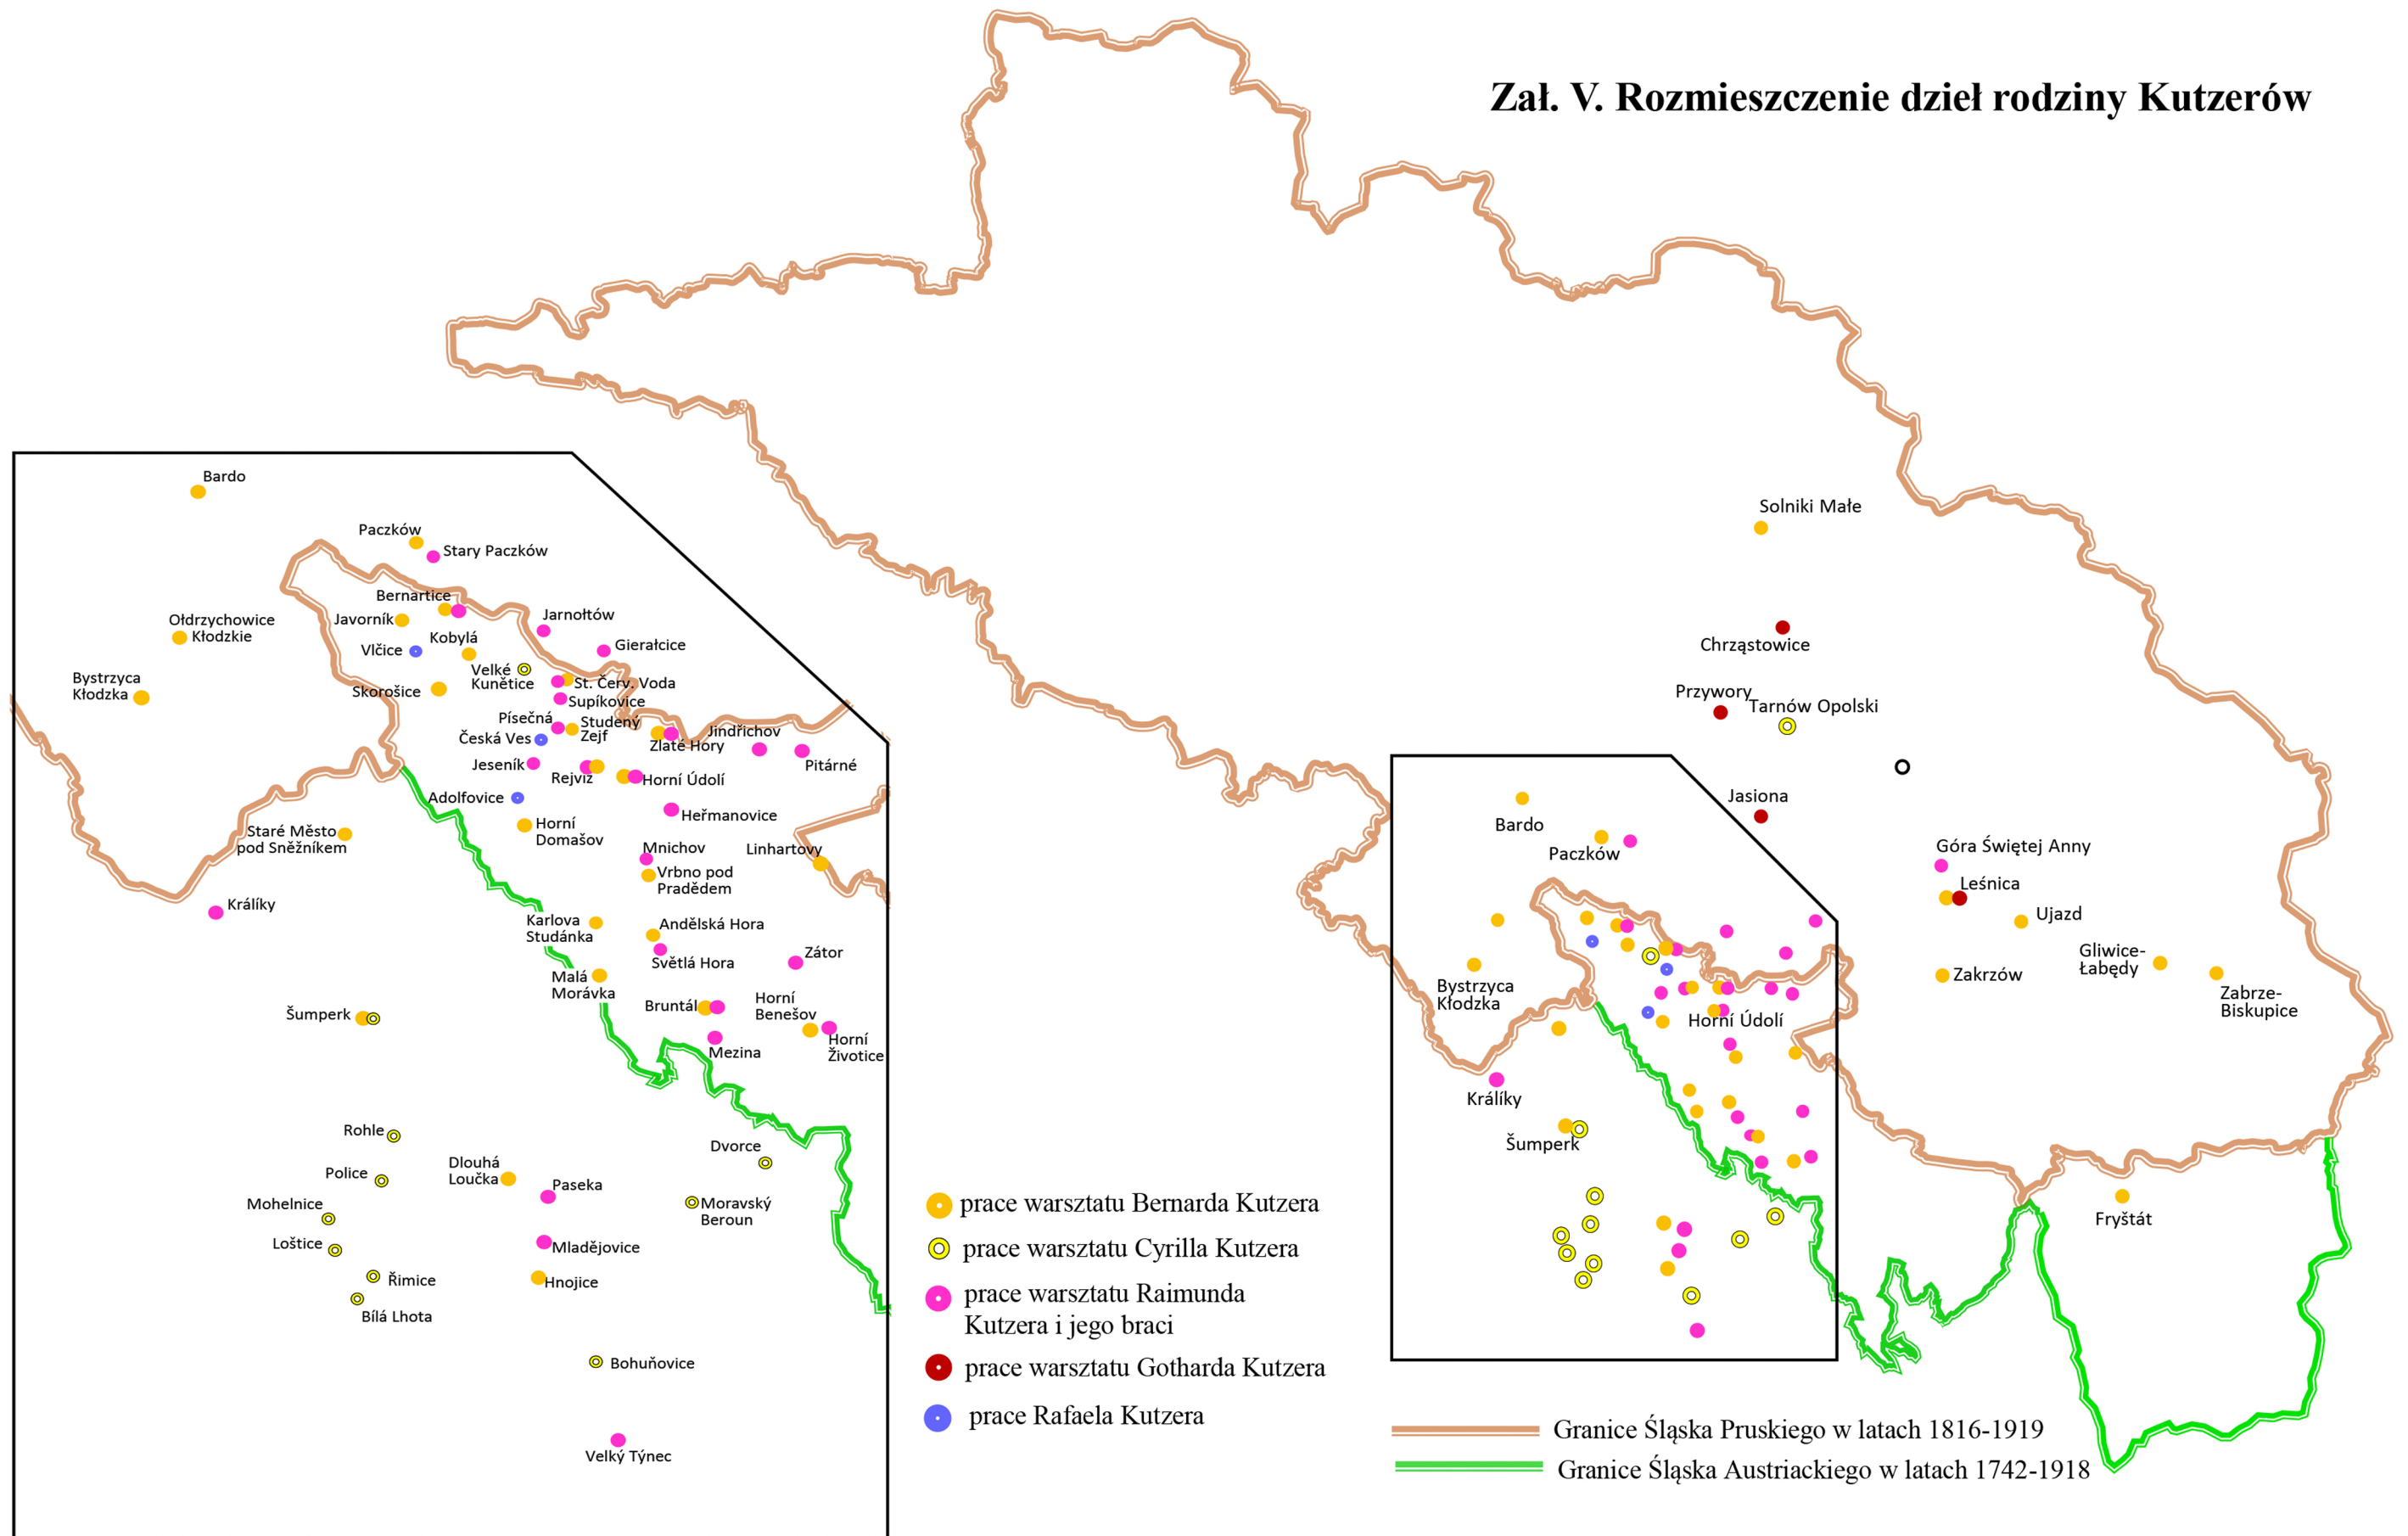 Zał. V. Rozmieszczenie dzieł rodziny Kutzerów
Bardo
Paczków
Stary Paczków
Bernartice
Jarnołtów
Javorník
Ołdrzychowice
Kłodzkie
Gierałcice
Vlčice
Kobylá
Velké
Kunětice
Bystrzyca
Kłodzka
Skorošice
St. Červ. Voda
Supíkovice
Písečná
Studený
Zejf
Česká Ves
Zlaté Hory
Jindřichov
Pitárné
Jeseník
Rejvíz
Horní Údolí
Adolfovice
Heřmanovice
Horní
Domašov
Staré Město
pod Sněžníkem
Mnichov
Linhartovy
Vrbno pod
Pradědem
Králíky
Karlova
Studánka
Andělská Hora
Světlá Hora
Zátor
Malá
Morávka
Bruntál
Horní
Benešov
Šumperk
Horní
Životice
Mezina
Rohle
Dvorce
Police
Dlouhá
Loučka
Paseka
Mohelnice
Moravský
Beroun
Loštice
Mladějovice
Řimice
Hnojice
Bílá Lhota
Bohuňovice
Velký Týnec
prace warsztatu Bernarda Kutzera
prace warsztatu Cyrilla Kutzera
prace warsztatu Raimunda
Kutzera i jego braci
prace warsztatu Gotharda Kutzera
prace Rafaela Kutzera
Solniki Małe
Chrząstowice
Przywory
Tarnów Opolski
Jasiona
Bardo
Paczków
Góra Świętej Anny
Leśnica
Ujazd
Gliwice-
Łabędy
Zakrzów
Zabrze-
Biskupice
Bystrzyca
Kłodzka
Horní Údolí
Králíky
Šumperk
Fryštát
Granice Śląska Pruskiego w latach 1816-1919
Granice Śląska Austriackiego w latach 1742-1918